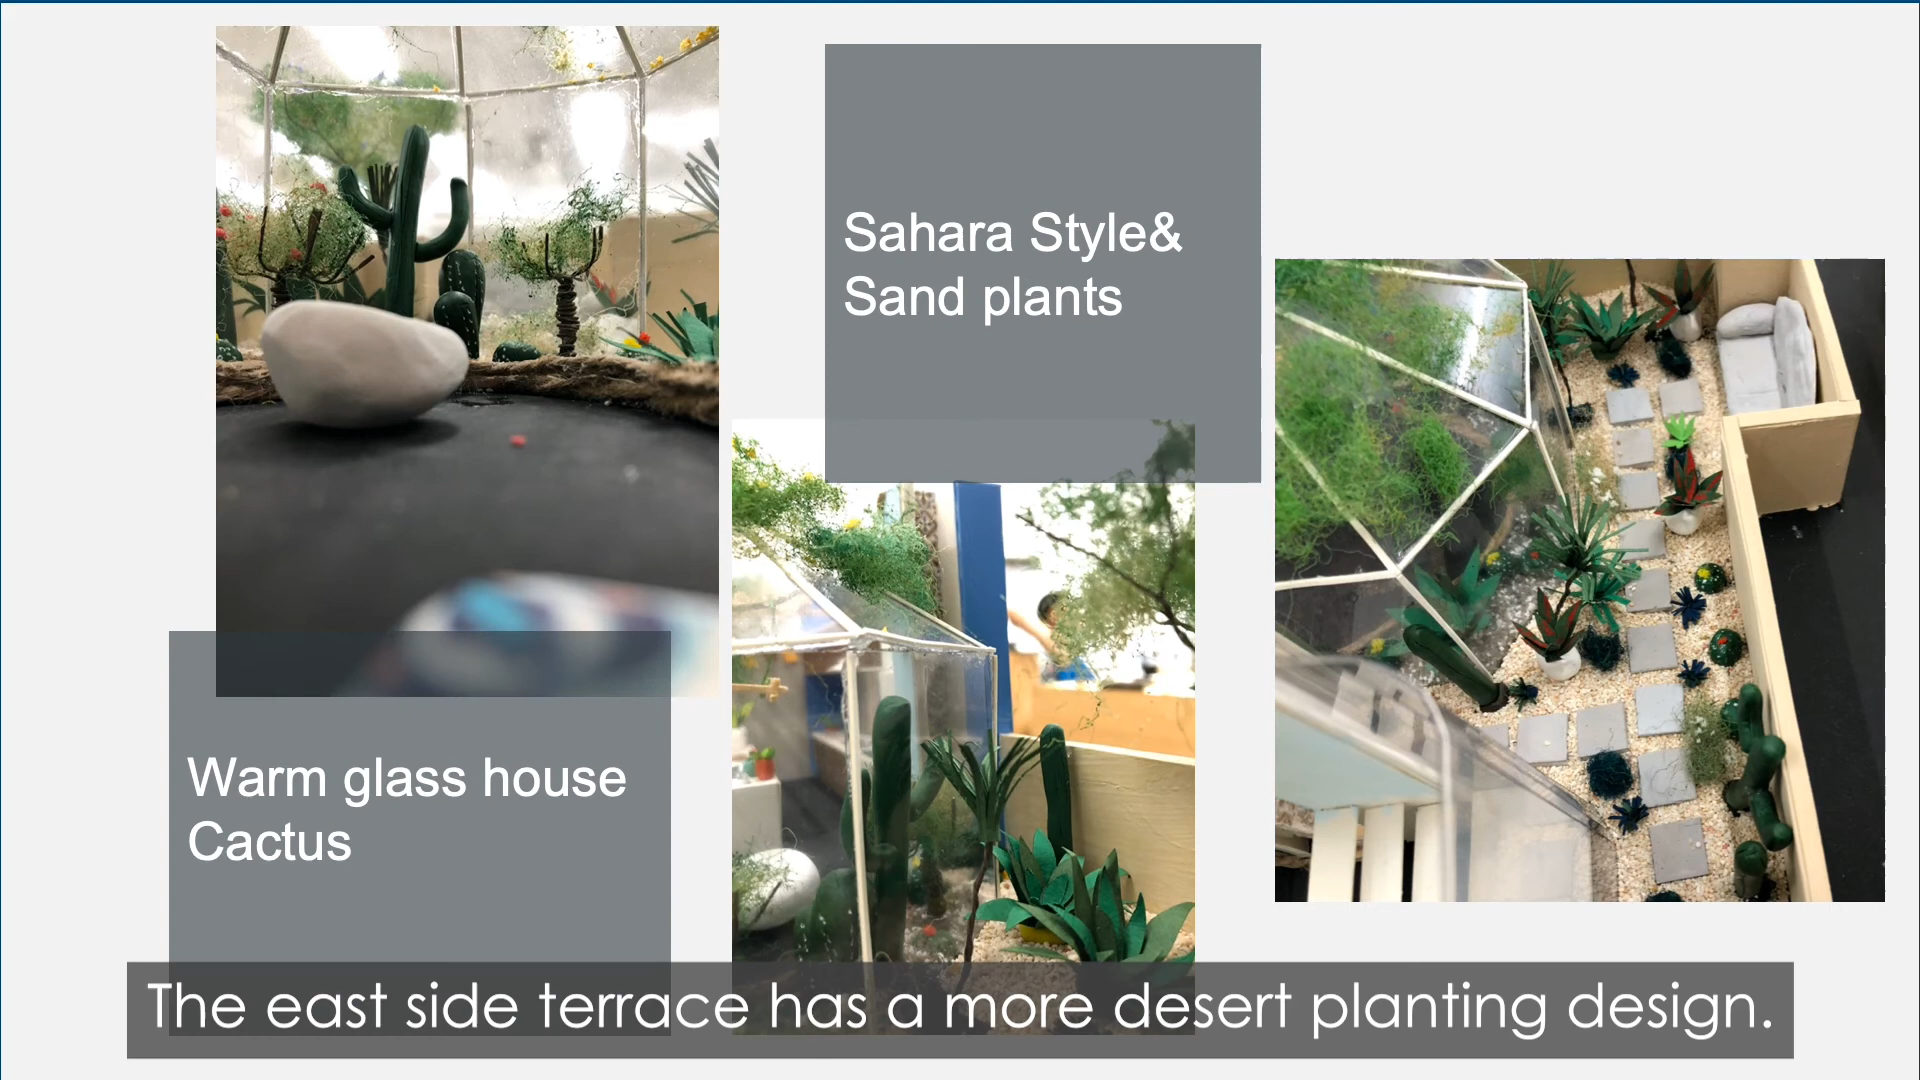 Sahara Style&
Sand plants
Warm glass house
Cactus
The east side terrace has a more desert planting design.